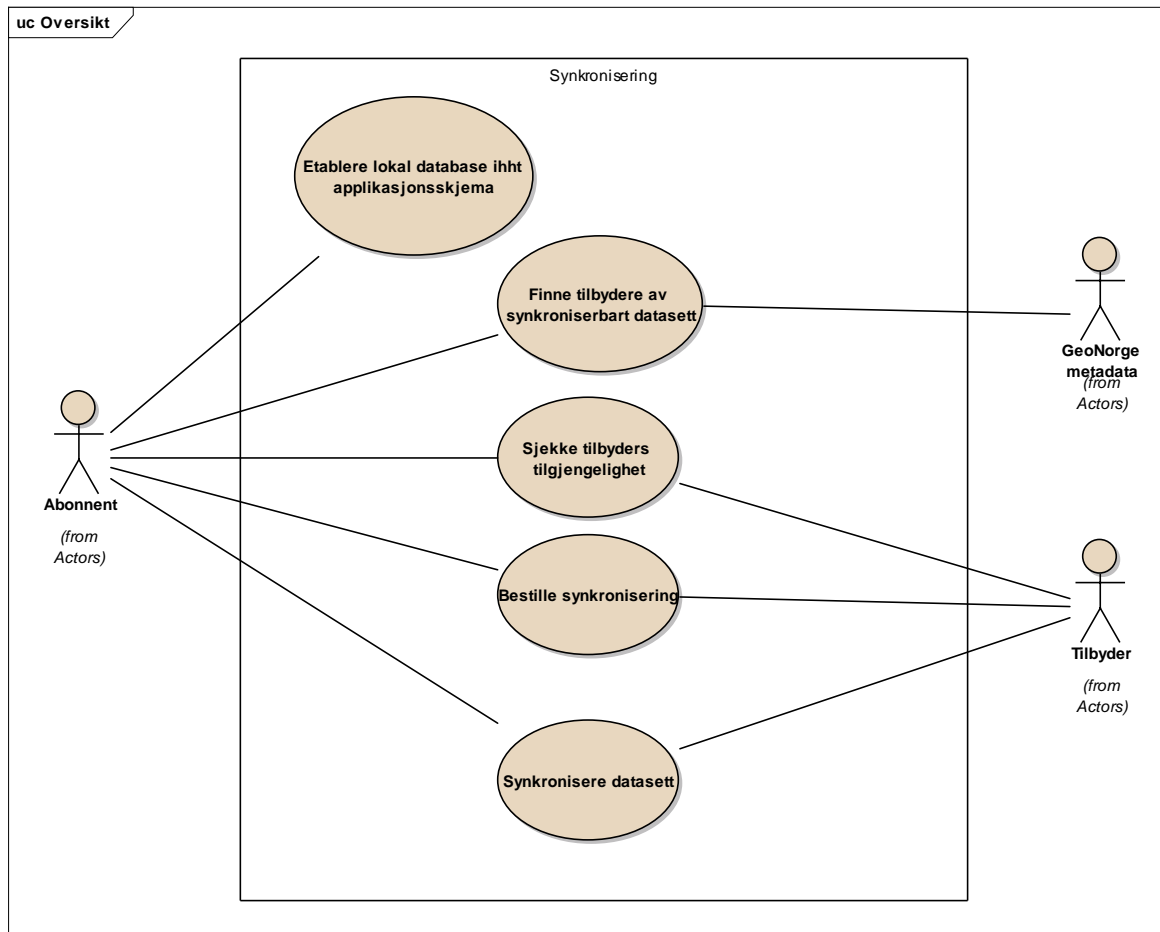 uc Oversikt
Synkronisering
Etablere lokal database ihht
applikasjonsskjema
Finne tilbydere av
synkroniserbart datasett
GeoNorge
metadata
(from
Actors)
Sjekke tilbyders
tilgjengelighet
Abonnent
(from
Actors)
Bestille synkronisering
Tilbyder
(from
Actors)
Synkronisere datasett